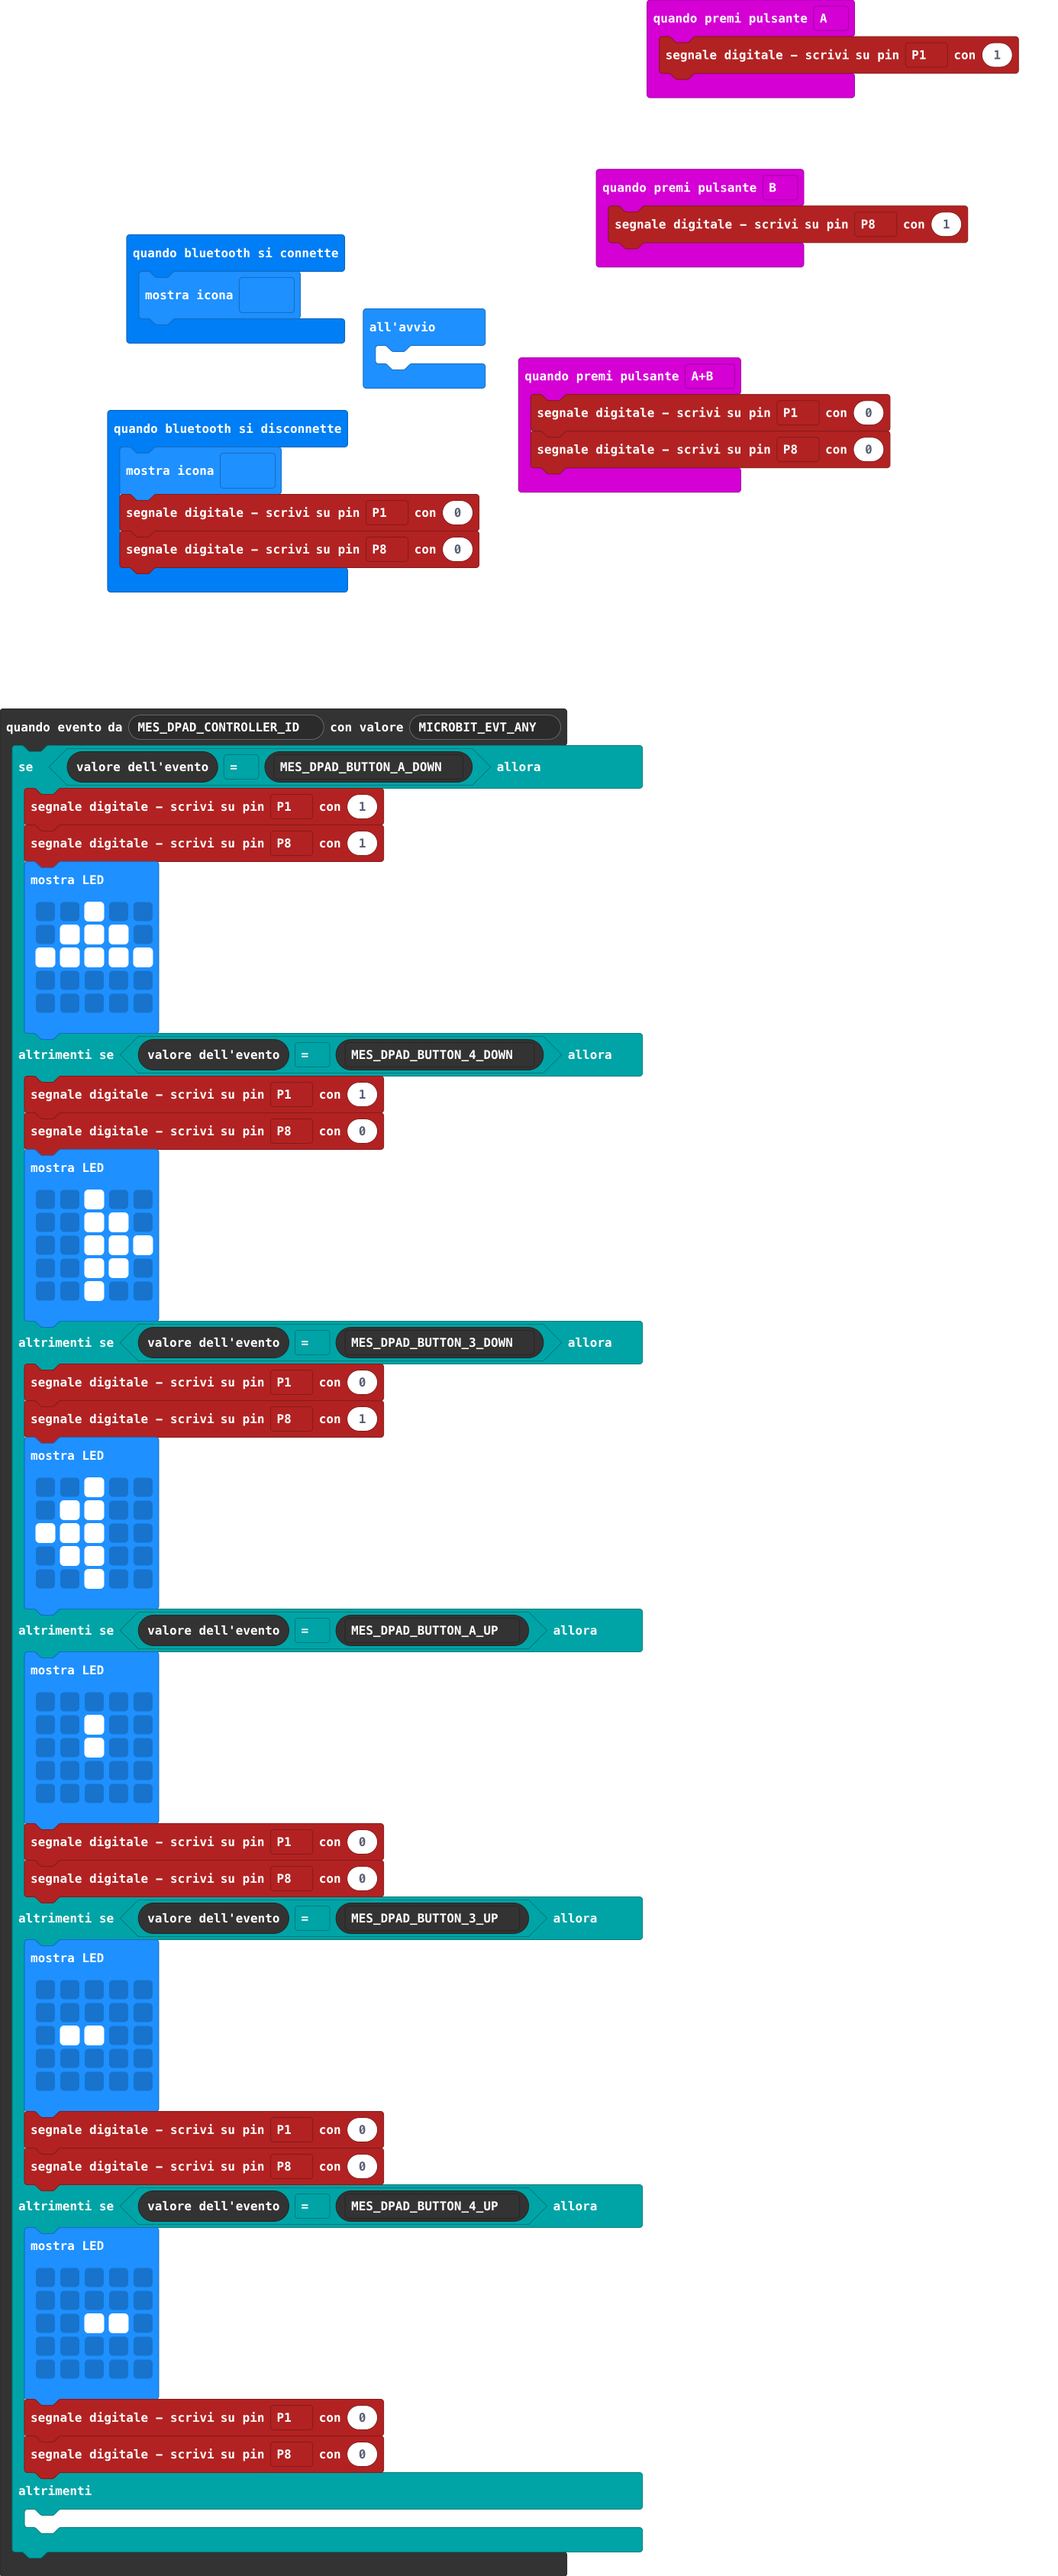 quando premi pulsante A
segnale digitale – scrivi su pin P1 con 1
quando premi pulsante B
segnale digitale – scrivi su pin P8 con 1
quando bluetooth si connette
mostra icona
all'avvio
quando premi pulsante A+B
segnale digitale – scrivi su pin P1 con 0
segnale digitale – scrivi su pin P8 con 0
quando bluetooth si disconnette
mostra icona
segnale digitale – scrivi su pin P1 con 0
segnale digitale – scrivi su pin P8 con 0
quando evento da MES_DPAD_CONTROLLER_ID con valore MICROBIT_EVT_ANY
se valore dell'evento = MES_DPAD_BUTTON_A_DOWN allora
segnale digitale – scrivi su pin P1 con 1
segnale digitale – scrivi su pin P8 con 1
mostra LED
altrimenti se valore dell'evento = MES_DPAD_BUTTON_4_DOWN allora
segnale digitale – scrivi su pin P1 con 1
segnale digitale – scrivi su pin P8 con 0
mostra LED
altrimenti se valore dell'evento = MES_DPAD_BUTTON_3_DOWN allora
segnale digitale – scrivi su pin P1 con 0
segnale digitale – scrivi su pin P8 con 1
mostra LED
altrimenti se valore dell'evento = MES_DPAD_BUTTON_A_UP allora
mostra LED
segnale digitale – scrivi su pin P1 con 0
segnale digitale – scrivi su pin P8 con 0
altrimenti se valore dell'evento = MES_DPAD_BUTTON_3_UP allora
mostra LED
segnale digitale – scrivi su pin P1 con 0
segnale digitale – scrivi su pin P8 con 0
altrimenti se valore dell'evento = MES_DPAD_BUTTON_4_UP allora
mostra LED
segnale digitale – scrivi su pin P1 con 0
segnale digitale – scrivi su pin P8 con 0
altrimenti